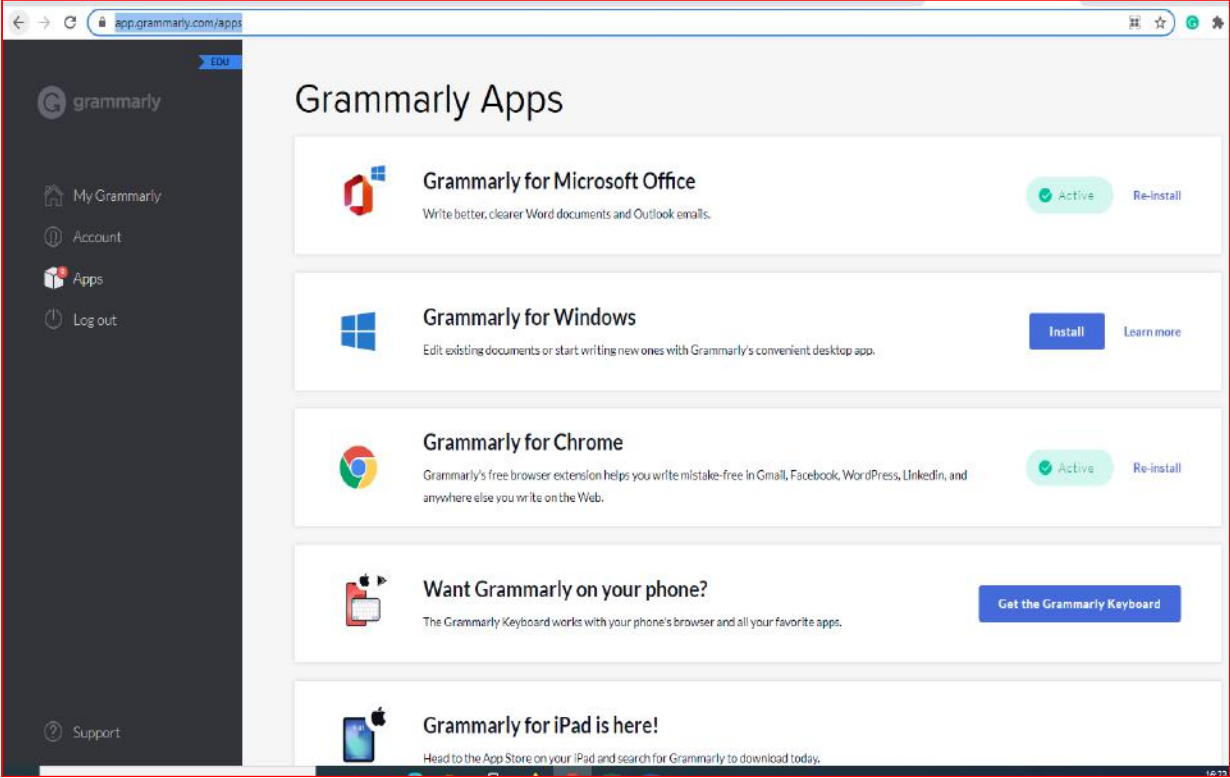 app.grammarly.com/apps
EDU
grammarly
My Grammarly
Account
Apps
Log out
Support
Grammarly Apps
Grammarly for Microsoft Office
Write better, clearer Word documents and Outlook emails.
Active
Re-install
Grammarly for Windows
Edit existing documents or start writing new ones with Grammarly's convenient desktop app.
Install
Learn more
Grammarly for Chrome
Grammarly's free browser extension helps you write mistake-free in Gmail, Facebook, WordPress, Linkedin, and
anywhere else you write on the Web.
Active
Re-install
Want Grammarly on your phone?
The Grammarly Keyboard works with your phone's browser and all your favorite apps.
Get the Grammarly Keyboard
Grammarly for iPad is here!
Head to the App Store on your iPad and search for Grammarly to download today.